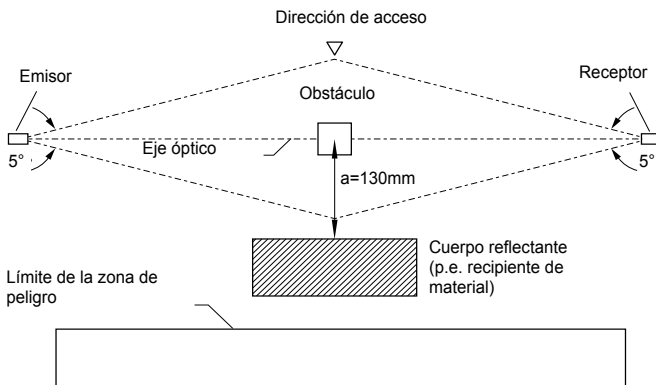 Dirección de acceso
Emisor
Receptor
Obstáculo
Eje óptico
5°
5°
a=130mm
Cuerpo reflectante
(p.e. recipiente de
material)
Límite de la zona de
peligro